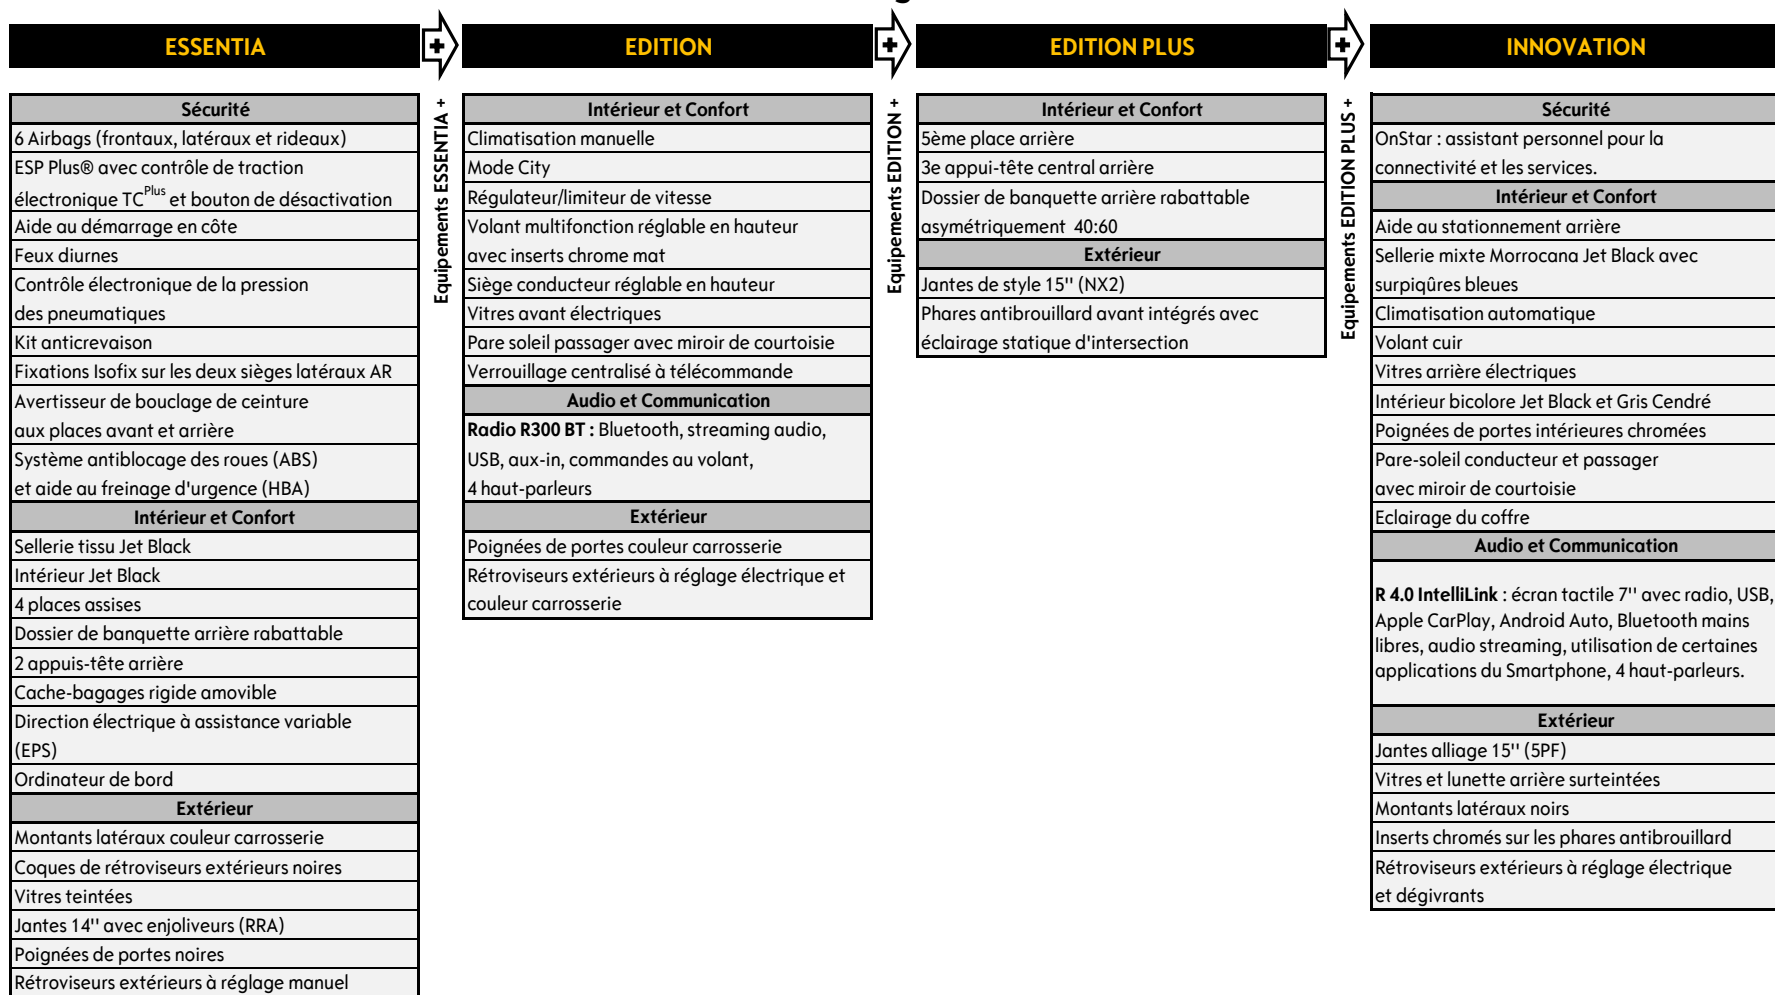 ESSENTIA
+
EDITION
+
EDITION PLUS
+
INNOVATION
Sécurité
6 Airbags (frontaux, latéraux et rideaux)
ESP Plus® avec contrôle de traction
électronique TCPlus et bouton de désactivation
Aide au démarrage en côte
Feux diurnes
Contrôle électronique de la pression
des pneumatiques
Kit anticrevaison
Fixations Isofix sur les deux sièges latéraux AR
Avertisseur de bouclage de ceinture
aux places avant et arrière
Système antiblocage des roues (ABS)
et aide au freinage d'urgence (HBA)
Intérieur et Confort
Sellerie tissu Jet Black
Intérieur Jet Black
4 places assises
Dossier de banquette arrière rabattable
2 appuis-tête arrière
Cache-bagages rigide amovible
Direction électrique à assistance variable
(EPS)
Ordinateur de bord
Extérieur
Montants latéraux couleur carrosserie
Coques de rétroviseurs extérieurs noires
Vitres teintées
Jantes 14'' avec enjoliveurs (RRA)
Poignées de portes noires
Rétroviseurs extérieurs à réglage manuel
Equipements ESSENTIA +
Intérieur et Confort
Climatisation manuelle
Mode City
Régulateur/limiteur de vitesse
Volant multifonction réglable en hauteur
avec inserts chrome mat
Siège conducteur réglable en hauteur
Vitres avant électriques
Pare soleil passager avec miroir de courtoisie
Verrouillage centralisé à télécommande
Audio et Communication
Radio R300 BT : Bluetooth, streaming audio,
USB, aux-in, commandes au volant,
4 haut-parleurs
Extérieur
Poignées de portes couleur carrosserie
Rétroviseurs extérieurs à réglage électrique et
couleur carrosserie
Equipements EDITION +
Intérieur et Confort
5ème place arrière
3e appui-tête central arrière
Dossier de banquette arrière rabattable
asymétriquement 40:60
Extérieur
Jantes de style 15'' (NX2)
Phares antibrouillard avant intégrés avec
éclairage statique d'intersection
Equipements EDITION PLUS +
Sécurité
OnStar : assistant personnel pour la
connectivité et les services.
Intérieur et Confort
Aide au stationnement arrière
Sellerie mixte Morrocana Jet Black avec
surpiqûres bleues
Climatisation automatique
Volant cuir
Vitres arrière électriques
Intérieur bicolore Jet Black et Gris Cendré
Poignées de portes intérieures chromées
Pare-soleil conducteur et passager
avec miroir de courtoisie
Eclairage du coffre
Audio et Communication
R 4.0 IntelliLink : écran tactile 7'' avec radio, USB,
Apple CarPlay, Android Auto, Bluetooth mains
libres, audio streaming, utilisation de certaines
applications du Smartphone, 4 haut-parleurs.
Extérieur
Jantes alliage 15'' (5PF)
Vitres et lunette arrière surteintées
Montants latéraux noirs
Inserts chromés sur les phares antibrouillard
Rétroviseurs extérieurs à réglage électrique
et dégivrants